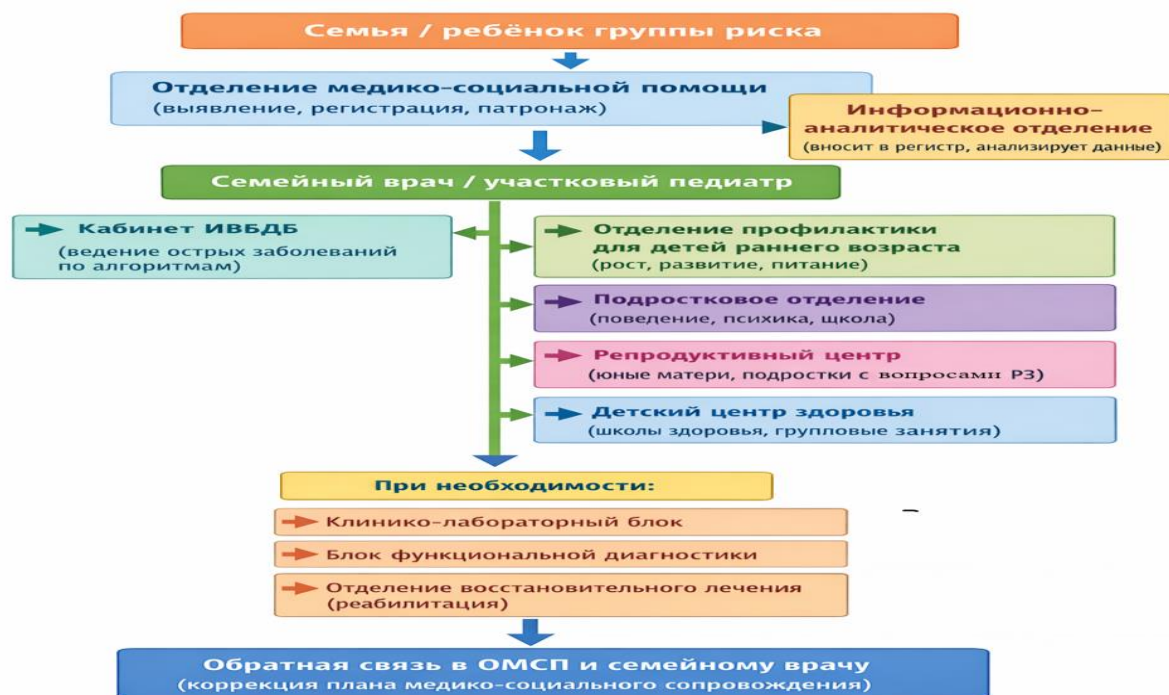 Семья / ребёнок группы риска
Отделение медико-социальной помощи
(выявление, регистрация, патронаж)
Информационно-
аналитическое отделение
(вносит в регистр, анализирует данные)
Семейный врач / участковый педиатр
Кабинет ИВБДБ
(ведение острых заболеваний
по алгоритмам)
Отделение профилактики
для детей раннего возраста
(рост, развитие, питание)
Подростковое отделение
(поведение, психика, щкола)
Репродуктивный центр
(юные матери, подростки с вопросами РЗ)
Детский центр здоровья
(школы здоровья, групловые занятия)
При необходимости:
Клинико-лабораторный блок
Блок функциональной диагностики
Отделение восстановительного лечения
(реабилитация)
Обратная связь в ОМСП и семейному врачу
(коррекция плана медико-социального сопровождения)